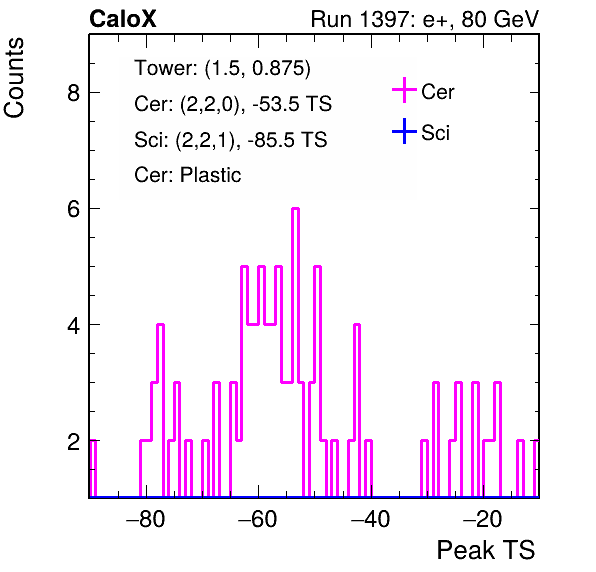 CaloX Run 1397: e+, 80 GeV
Counts
Tower: (1.5, 0.875)
Cer: (2,2,0), -53.5 TS
Sci: (2,2,1), -85.5 TS
Cer: Plastic
Cer
Sci
8
6
4
2
−80 −60 −40 −20
Peak TS